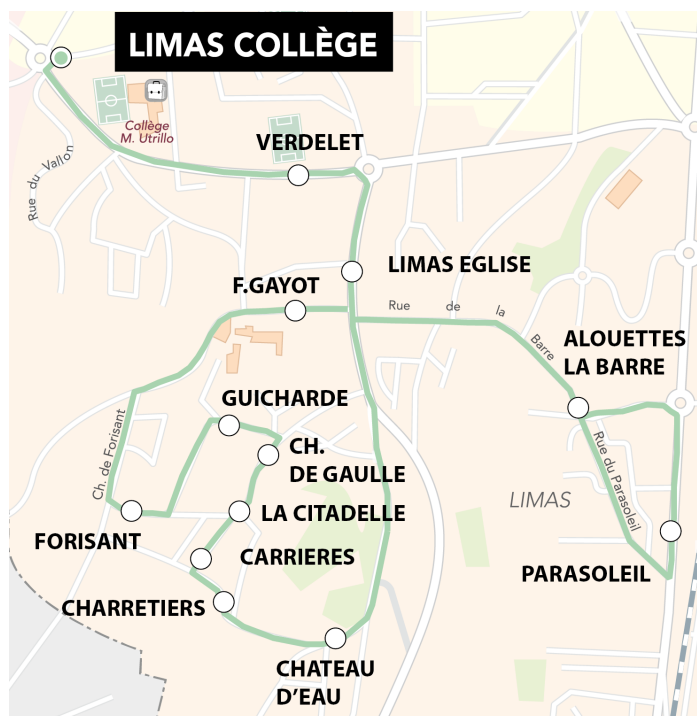 LIMAS COLLÈGE
Collège
M. Utrillo
VERDELET
Rue du Vallon
LIMAS EGLISE
F.GAYOT
Rue de la Barre
ALOUETTES
LA BARRE
GUICHARDE
Ch. de Forisant
CH.
DE GAULLE
Rue du Parasoleil
LIMAS
LA CITADELLE
FORISANT
CARRIERES
PARASOLEIL
CHARRETIERS
CHATEAU
D'EAU